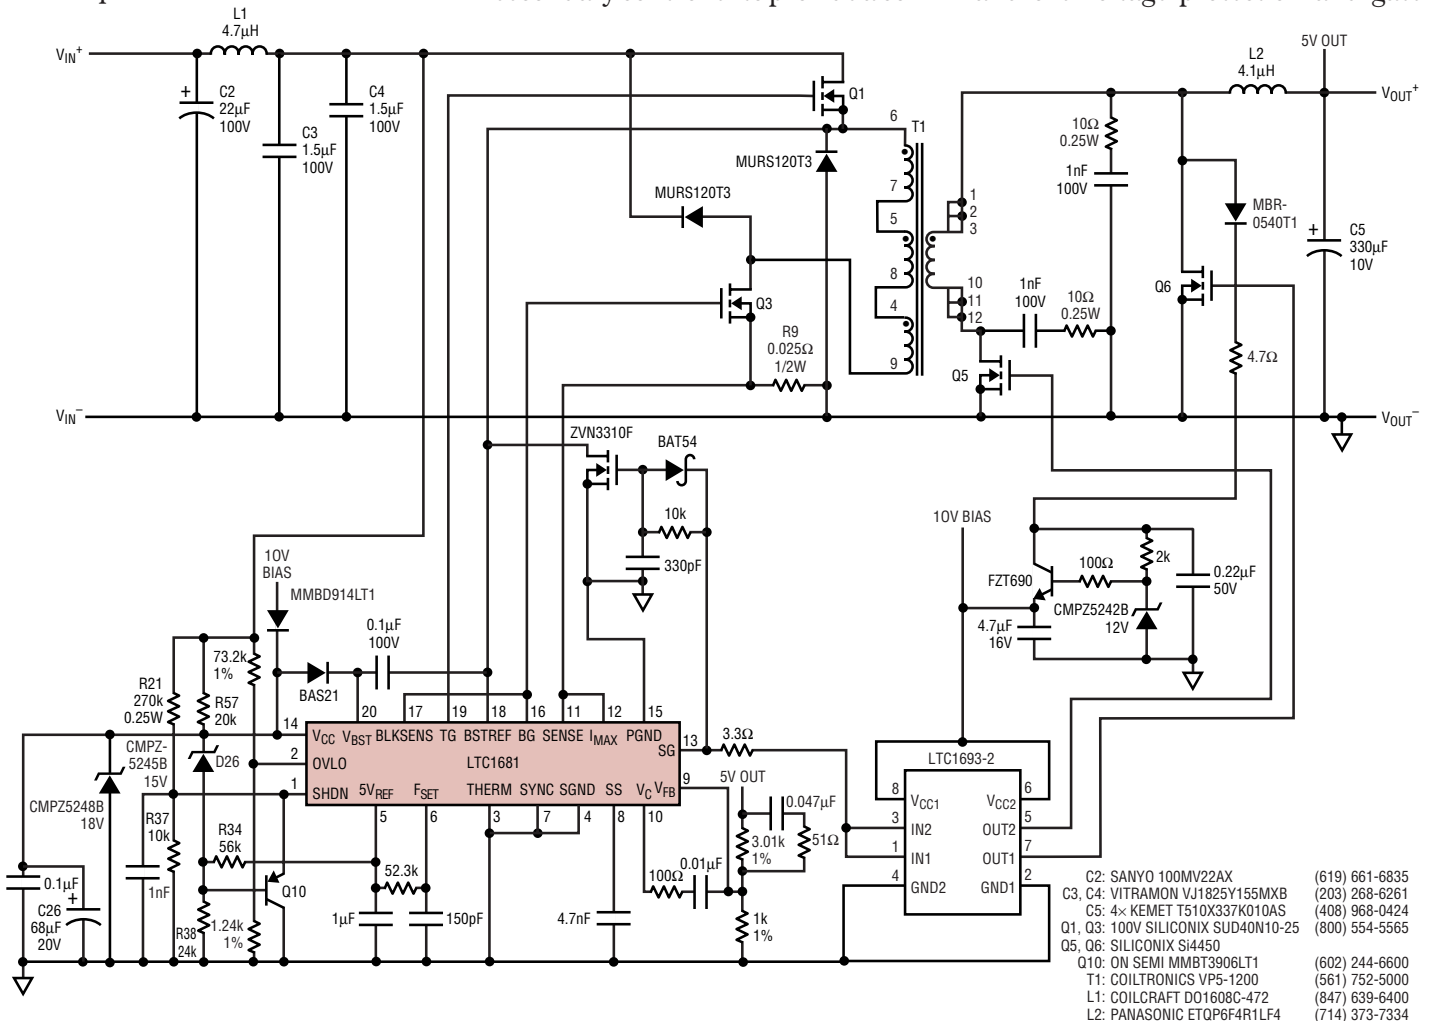 L1
4.7µH
VIN+
C2
22µF
100V
+
C3
1.5µF
100V
C4
1.5µF
100V
Q1
MURS120T3
MURS120T3
Q3
R9
0.025Ω
1/2W
6
T1
7
5
8
4
9
1
2
3
10
11
12
10Ω
0.25W
1nF
100V
1nF
100V
10Ω
0.25W
Q5
Q6
L2
4.1µH
5V OUT
VOUT+
MBR-
0540T1
4.7Ω
+
C5
330µF
10V
VIN–
VOUT–
ZVN3310F
BAT54
10k
330pF
10V
BIAS
MMBD914LT1
0.1µF
100V
BAS21
73.2k
1%
R21
270k
0.25W
R57
20k
CMPZ-
5245B
15V
D26
CMPZ5248B
18V
R37
10k
1nF
R34
56k
Q10
R38
24k
1.24k
1%
0.1µF
+
C26
68µF
20V
14
2
1
20
17
19
18
16
11
12
15
VCC VBST BLKSENS TG BSTREF BG SENSE IMAX PGND
SG
13
OVLO
LTC1681
SHDN
5VREF
FSET
THERM
SYNC
SGND
SS
VC
VFB
9
5
6
3
7
4
8
10
52.3k
1µF
150pF
4.7nF
100Ω
0.01µF
3.3Ω
5V OUT
0.047µF
3.01k
1%
51Ω
1k
1%
10V BIAS
FZT690
100Ω
2k
0.22µF
50V
CMPZ5242B
12V
4.7µF
16V
LTC1693-2
8
VCC1
VCC2
6
3
IN2
OUT2
5
1
IN1
OUT1
7
4
GND2
GND1
2
C2: SANYO 100MV22AX (619) 661-6835
C3, C4: VITRAMON VJ1825Y155MXB (203) 268-6261
C5: 4× KEMET T510X337K010AS (408) 968-0424
Q1, Q3: 100V SILICONIX SUD40N10-25 (800) 554-5565
Q5, Q6: SILICONIX Si4450
Q10: ON SEMI MMBT3906LT1 (602) 244-6600
T1: COILTRONICS VP5-1200 (561) 752-5000
L1: COILCRAFT DO1608C-472 (847) 639-6400
L2: PANASONIC ETQP6F4R1LF4 (714) 373-7334